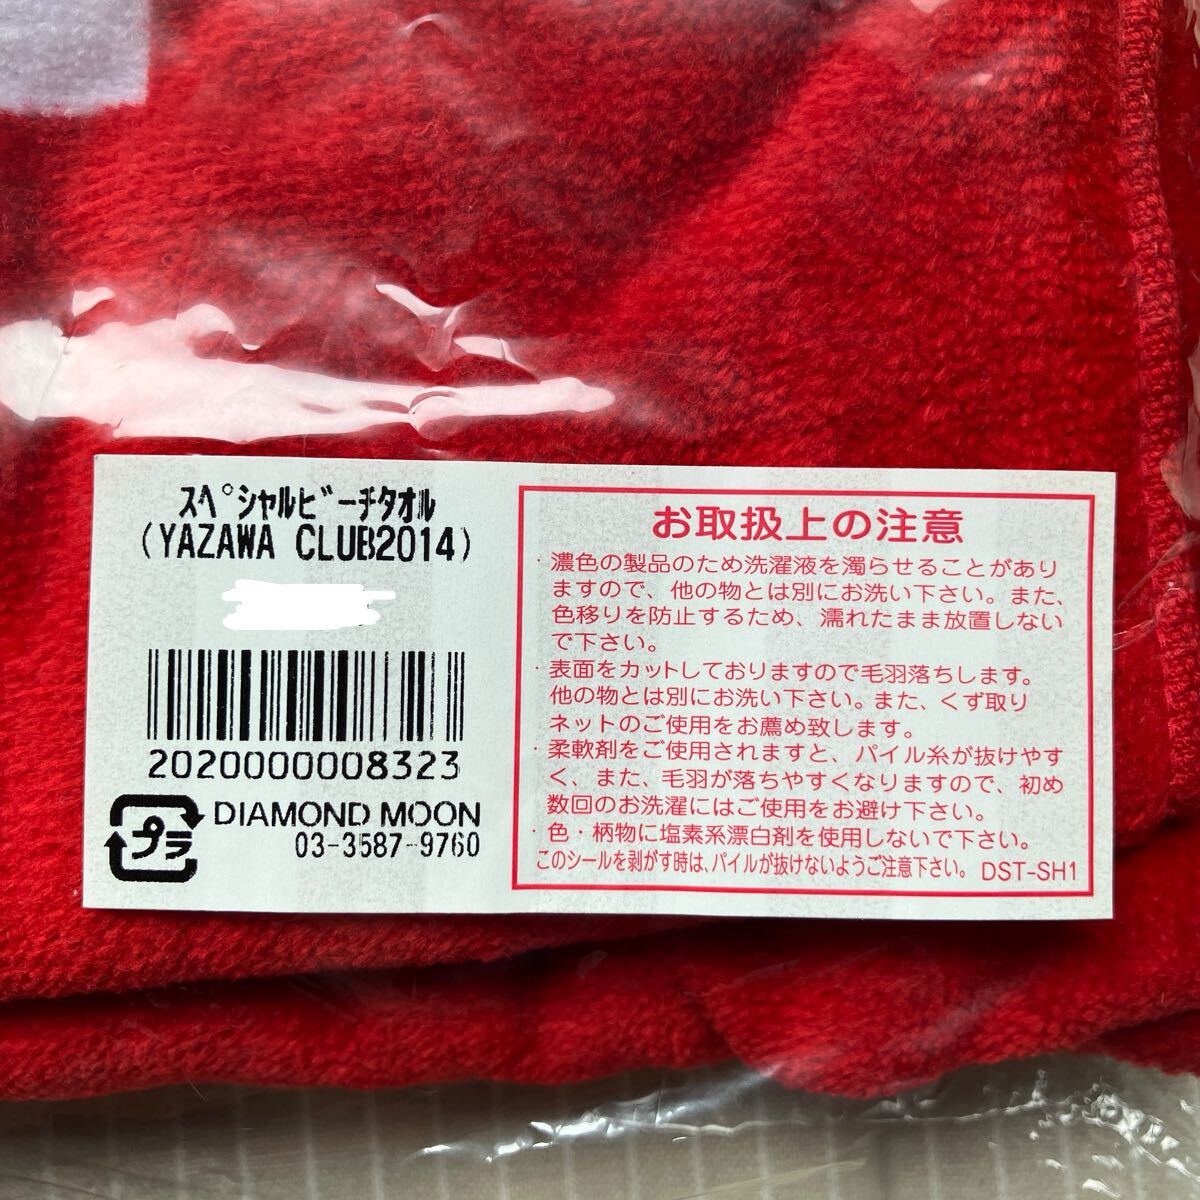 ｽﾍﾟｼｬﾙﾋﾞｰﾁﾀｵﾙ
(YAZAWA CLUB2014)
2020000008323
プラ
DIAMOND MOON
03-3587-9760
お取扱上の注意
・濃色の製品のため洗濯液を濁らせることがあり
ますので、他の物とは別にお洗い下さい。また、
色移りを防止するため、濡れたまま放置しない
で下さい。
・表面をカットしておりますので毛羽落ちします。
他の物とは別にお洗い下さい。また、くず取り
ネットのご使用をお薦め致します。
・柔軟剤をご使用されますと、パイル糸が抜けやす
く、また、毛羽が落ちやすくなりますので、初め
数回のお洗濯にはご使用をお避け下さい。
・色・柄物に塩素系漂白剤を使用しないで下さい。
このシールを剥がす時は、パイルが抜けないようご注意下さい。 DST-SH1